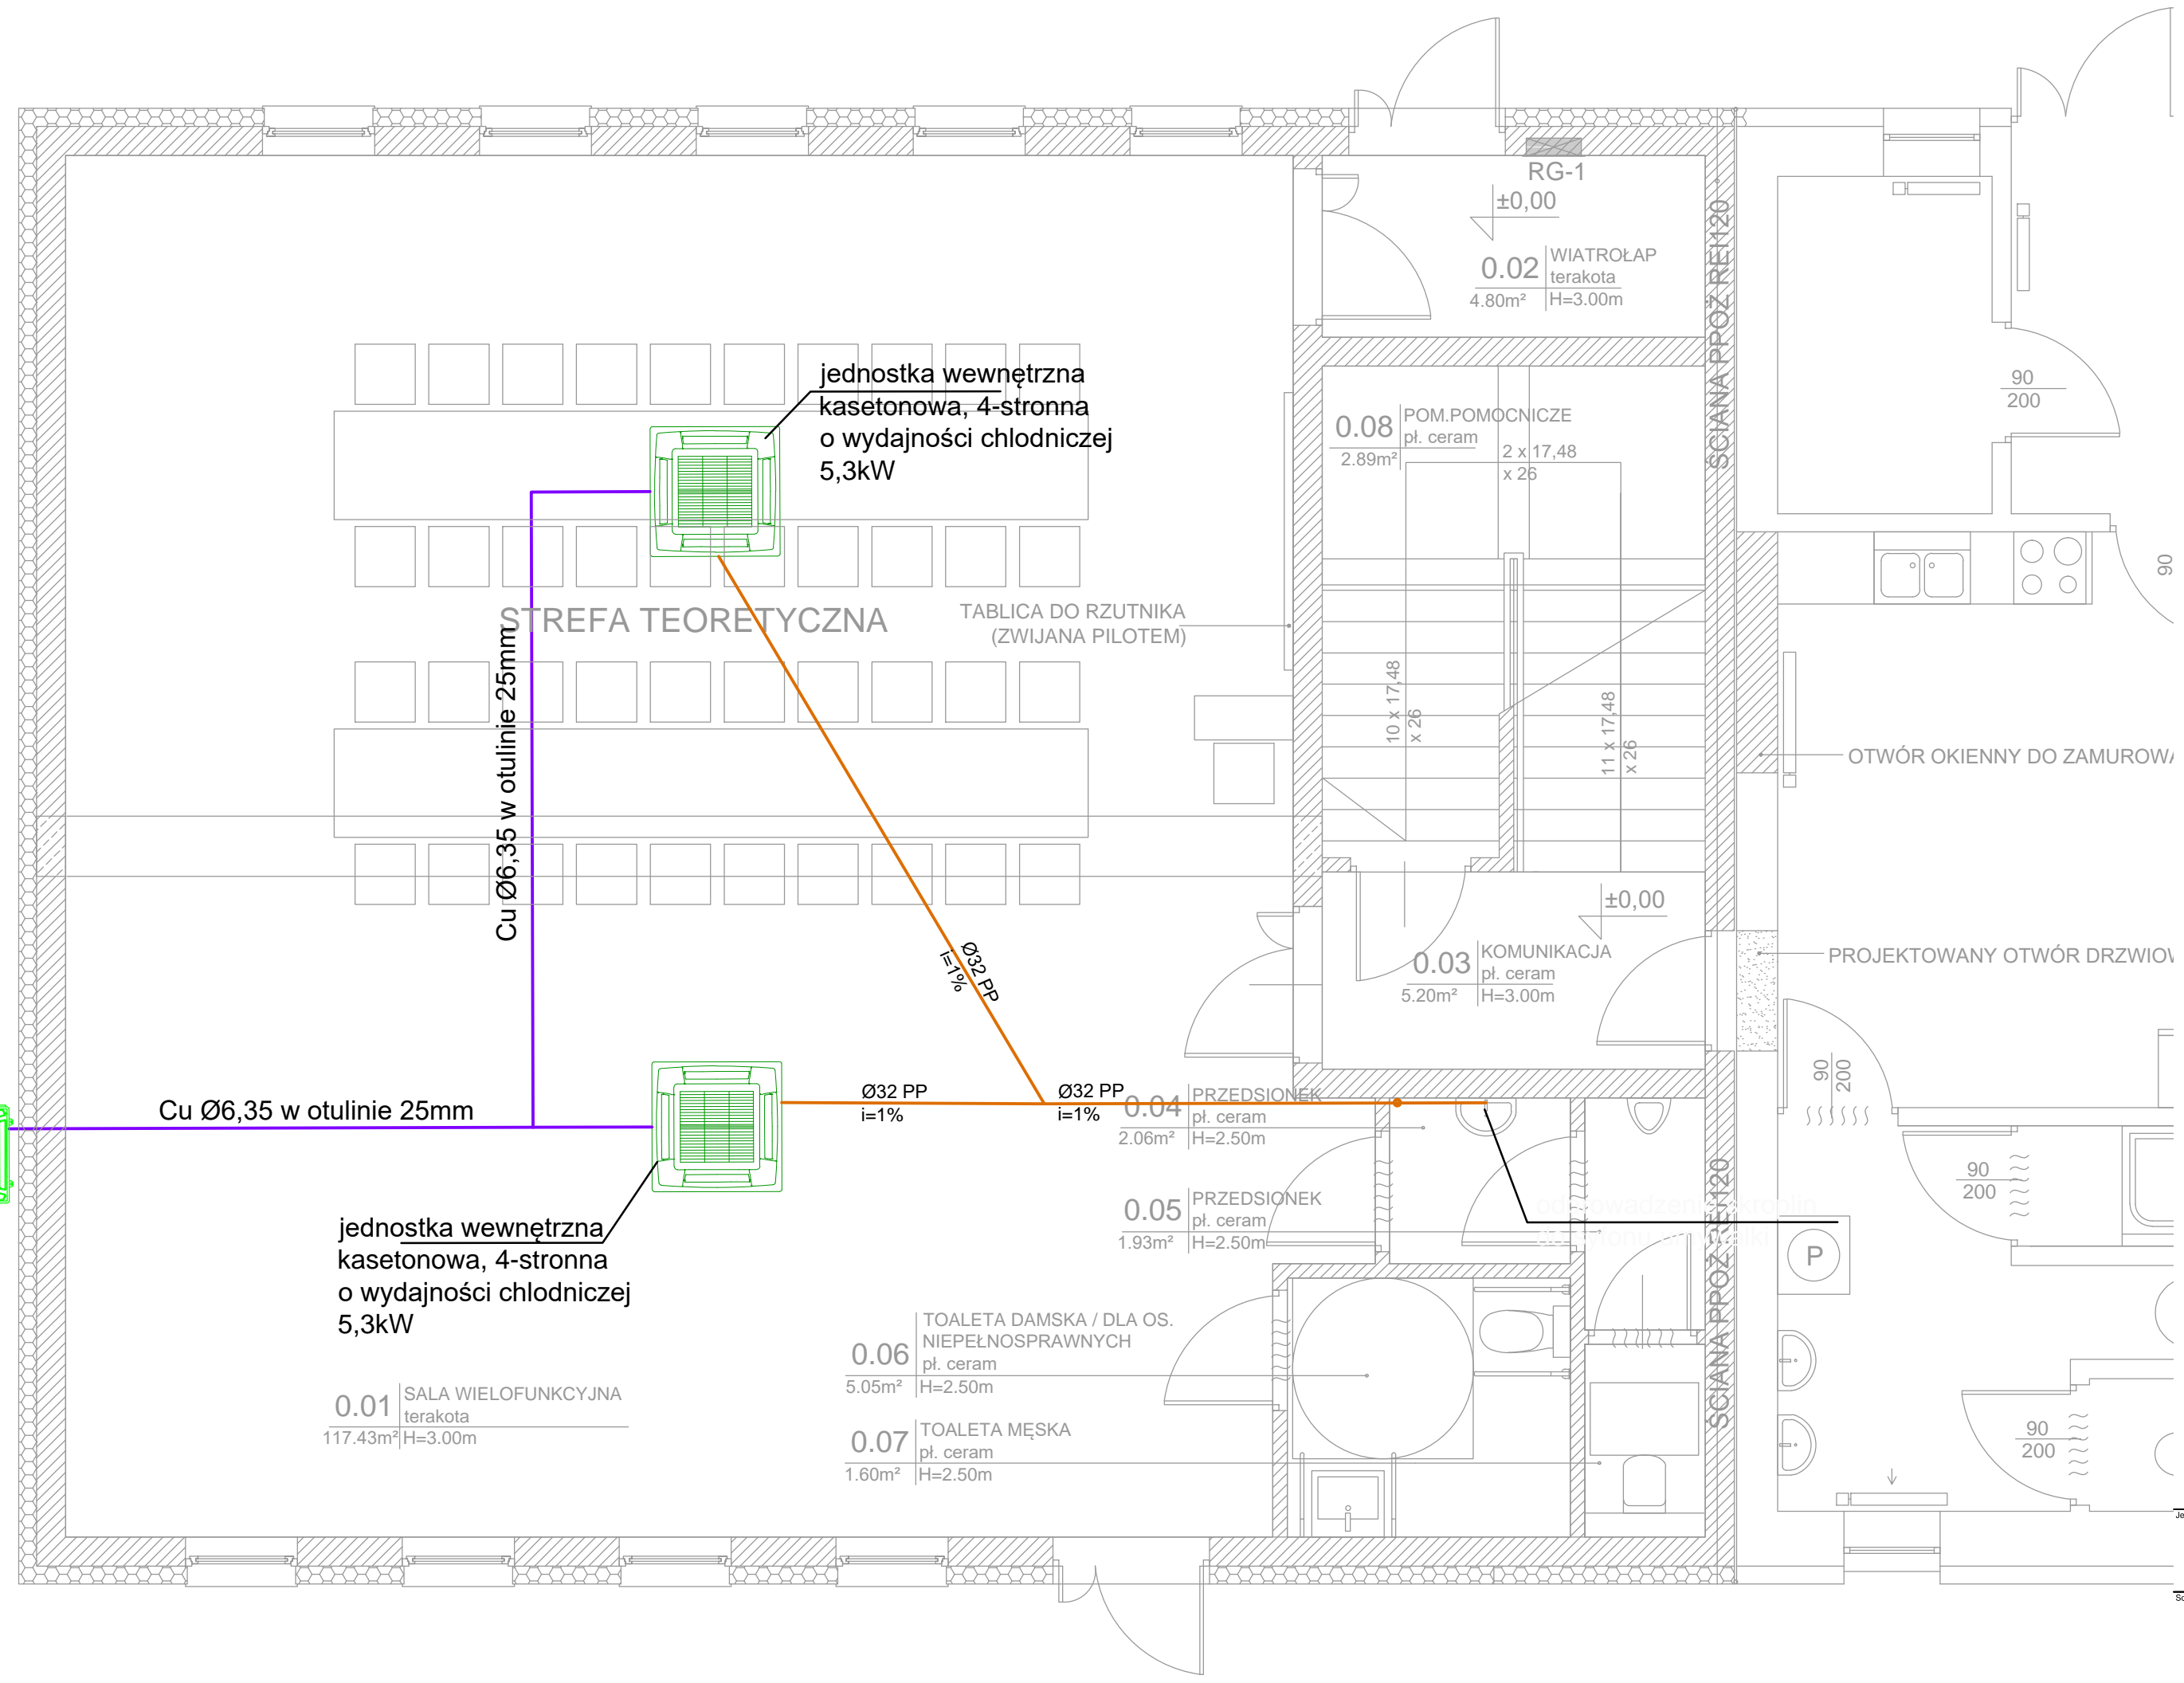 RG-1
±0,00
0.02
WIATROŁAP
terakota
4.80m²
H=3.00m
ŚCIANA PPOŻ REI120
90
200
jednostka wewnętrzna
kasetonowa, 4-stronna
o wydajności chlodniczej
5,3kW
0.08
POM.POMOCNICZE
pł. ceram
2.89m²
2 x 17,48
x 26
90
STREFA TEORETYCZNA
TABLICA DO RZUTNIKA
(ZWIJANA PILOTEM)
Cu Ø6,35 w otulinie 25mm
10 x 17,48
x 26
11 x 17,48
x 26
OTWÓR OKIENNY DO ZAMUROWA
±0,00
0.03
KOMUNIKACJA
pł. ceram
5.20m²
H=3.00m
PROJEKTOWANY OTWÓR DRZWIOW
Ø32 PP
i=1%
Cu Ø6,35 w otulinie 25mm
Ø32 PP
i=1%
Ø32 PP
i=1%
0.04
PRZEDSIONEK
pł. ceram
2.06m²
H=2.50m
90
200
90
200
0.05
PRZEDSIONEK
pł. ceram
1.93m²
H=2.50m
odprowadzenie skroplin
P
ŚCIANA PPOŻ REI120
jednostka wewnętrzna
kasetonowa, 4-stronna
o wydajności chlodniczej
5,3kW
0.06
TOALETA DAMSKA / DLA OS.
NIEPEŁNOSPRAWNYCH
pł. ceram
5.05m²
H=2.50m
0.01
SALA WIELOFUNKCYJNA
terakota
117.43m²
H=3.00m
0.07
TOALETA MĘSKA
pł. ceram
1.60m²
H=2.50m
90
200
Je